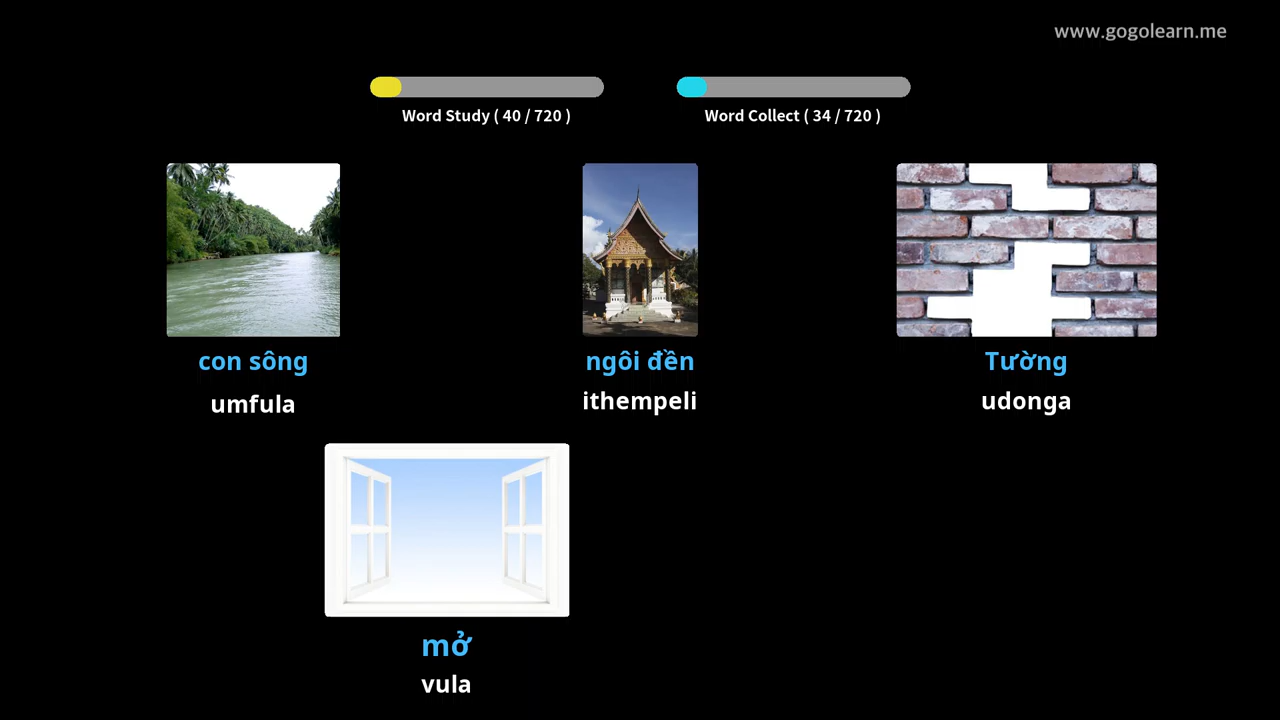 www.gogolearn.me
Word Study ( 40 / 720 )
Word Collect ( 34 / 720 )
con sông
ngôi đền
Tường
umfula
ithempeli
udonga
mở
vula